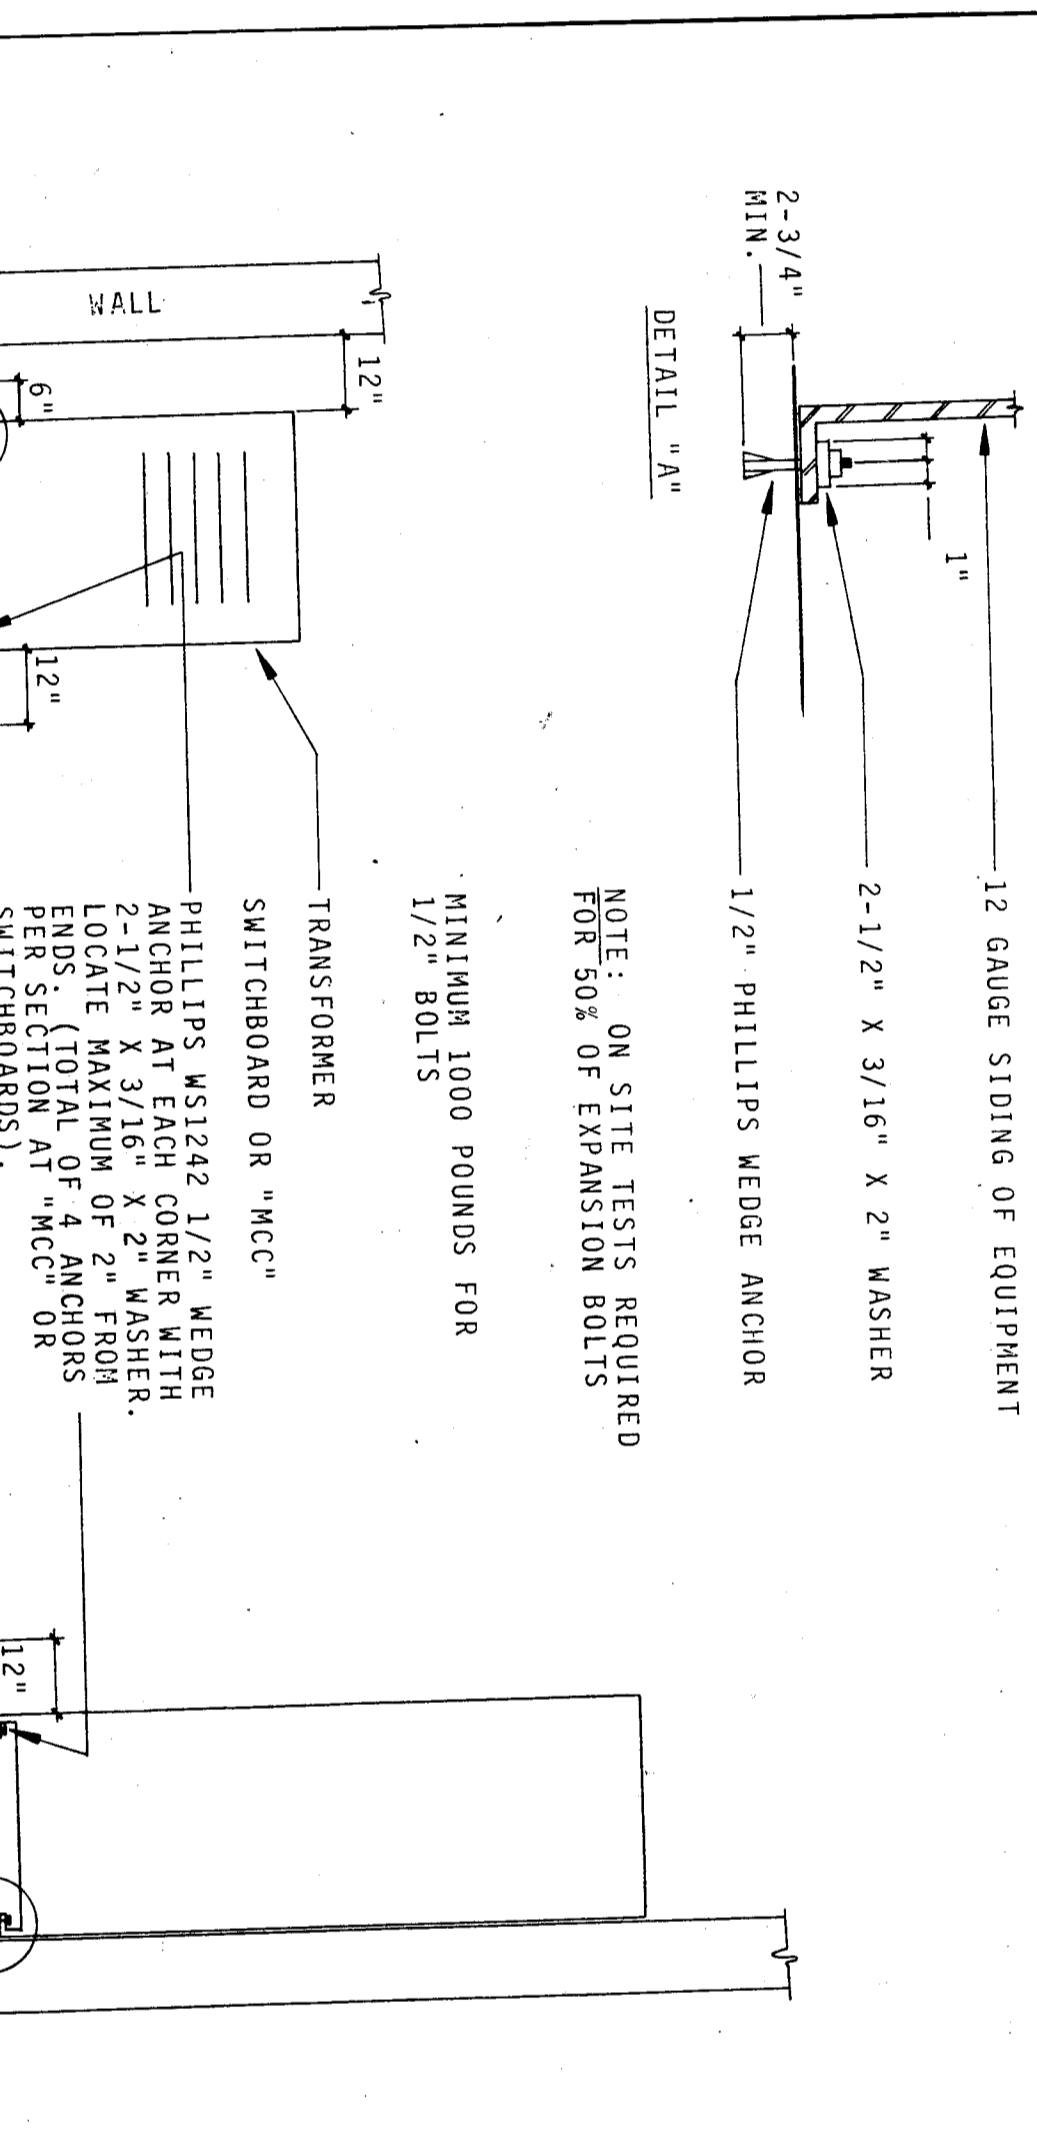 12 GAUGE SIDING OF EQUIPMENT
1"
2-1/2" X 3/16" X 2" WASHER
2-3/4"
MIN.
1/2" PHILLIPS WEDGE ANCHOR
DETAIL "A"
NOTE: ON SITE TESTS REQUIRED
FOR 50% OF EXPANSION BOLTS
MINIMUM 1000 POUNDS FOR
1/2" BOLTS
12"
TRANSFORMER
SWITCHBOARD OR "MCC"
WALL
6"
12"
PHILLIPS WS1242 1/2" WEDGE
ANCHOR AT EACH CORNER WITH
2-1/2" X 3/16" X 2" WASHER.
LOCATE MAXIMUM OF 2" FROM
ENDS. (TOTAL OF 4 ANCHORS
PER SECTION AT "MCC" OR
SWITCHBOARDS).
12"